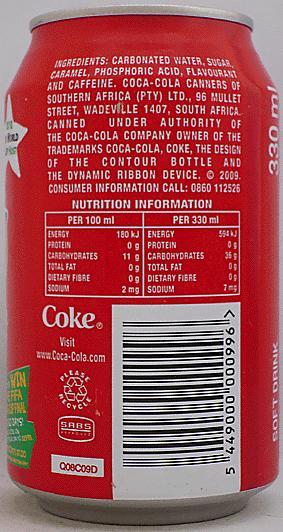 INGREDIENTS: CARBONATED WATER, SUGAR,
CARAMEL, PHOSPHORIC ACID, FLAVOURANT
AND CAFFEINE. COCA-COLA CANNERS OF
SOUTHERN AFRICA (PTY) LTD., 96 MULLET
STREET, WADEVILLE 1407, SOUTH AFRICA.
CANNED UNDER AUTHORITY OF
THE COCA-COLA COMPANY OWNER OF THE
TRADEMARKS COCA-COLA, COKE, THE DESIGN
OF THE CONTOUR BOTTLE AND
THE DYNAMIC RIBBON DEVICE. © 2009.
CONSUMER INFORMATION CALL: 0860 112526
NUTRITION INFORMATION
PER 100 ml PER 330 ml
ENERGY 180 kJ ENERGY 594 kJ
PROTEIN 0 g PROTEIN 0 g
CARBOHYDRATES 11 g CARBOHYDRATES 36 g
TOTAL FAT 0 g TOTAL FAT 0 g
DIETARY FIBRE 0 g DIETARY FIBRE 0 g
SODIUM 2 mg SODIUM 7 mg
Coke®
Visit
www.Coca-Cola.com
PLEASE
RECYCLE
SABS
Q08C09D
5 449000 000996 >
330 ml
SOFT DRINK
WIN